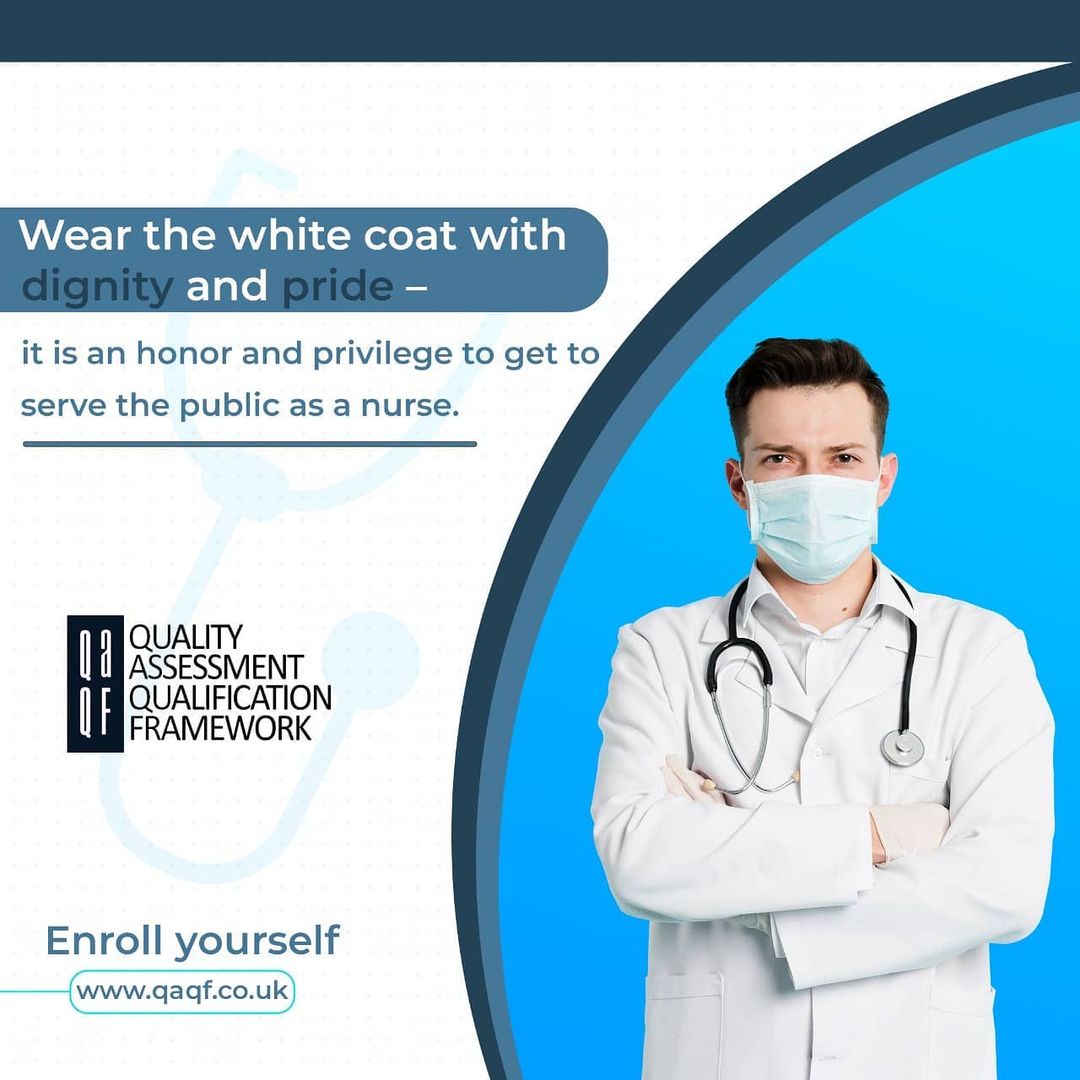 Wear the white coat with
dignity and pride –
it is an honor and privilege to get to
serve the public as a nurse.
Qa
QF
QUALITY
ASSESSMENT
QUALIFICATION
FRAMEWORK
Enroll yourself
www.qaqf.co.uk